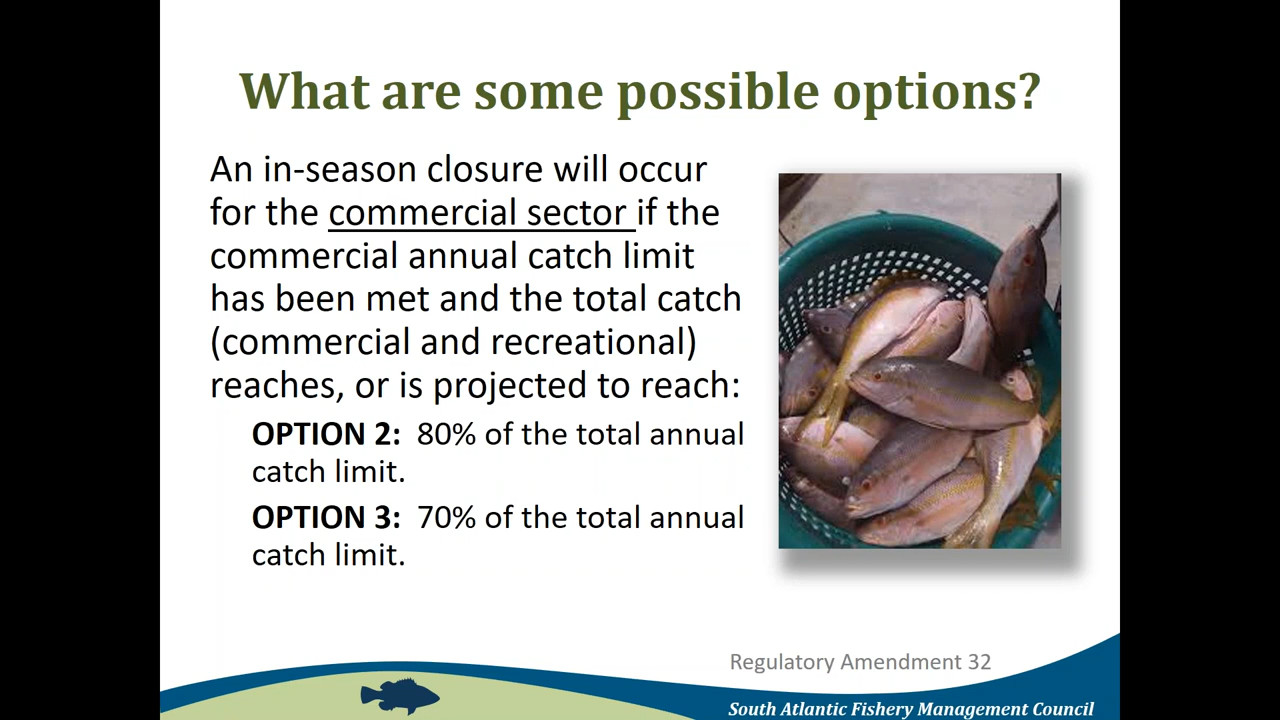 What are some possible options?
An in-season closure will occur
for the commercial sector if the
commercial annual catch limit
has been met and the total catch
(commercial and recreational)
reaches, or is projected to reach:
OPTION 2: 80% of the total annual
catch limit.
OPTION 3: 70% of the total annual
catch limit.
Regulatory Amendment 32
South Atlantic Fishery Management Council